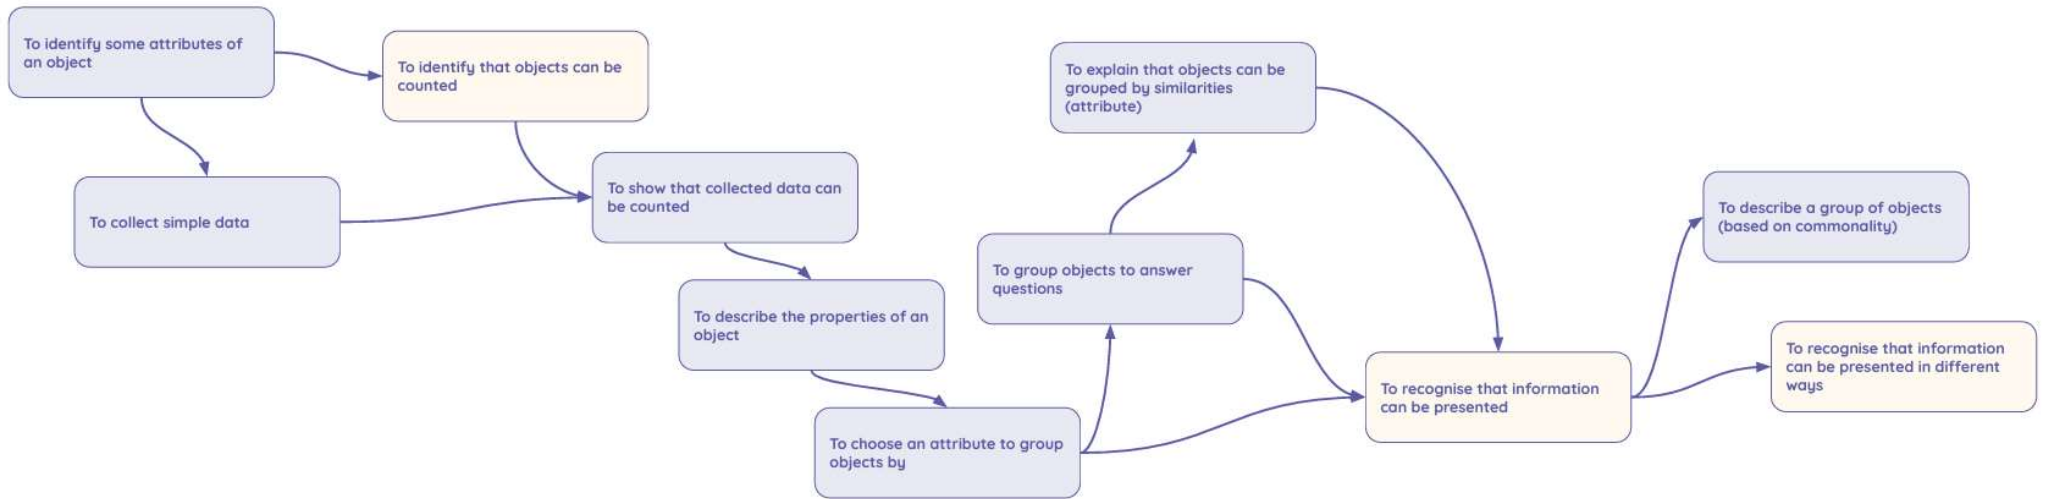 To identify some attributes of
an object
To identify that objects can be
counted
To collect simple data
To show that collected data can
be counted
To describe the properties of an
object
To choose an attribute to group
objects by
To group objects to answer
questions
To explain that objects can be
grouped by similarities
(attribute)
To recognise that information
can be presented
To describe a group of objects
(based on commonality)
To recognise that information
can be presented in different
ways